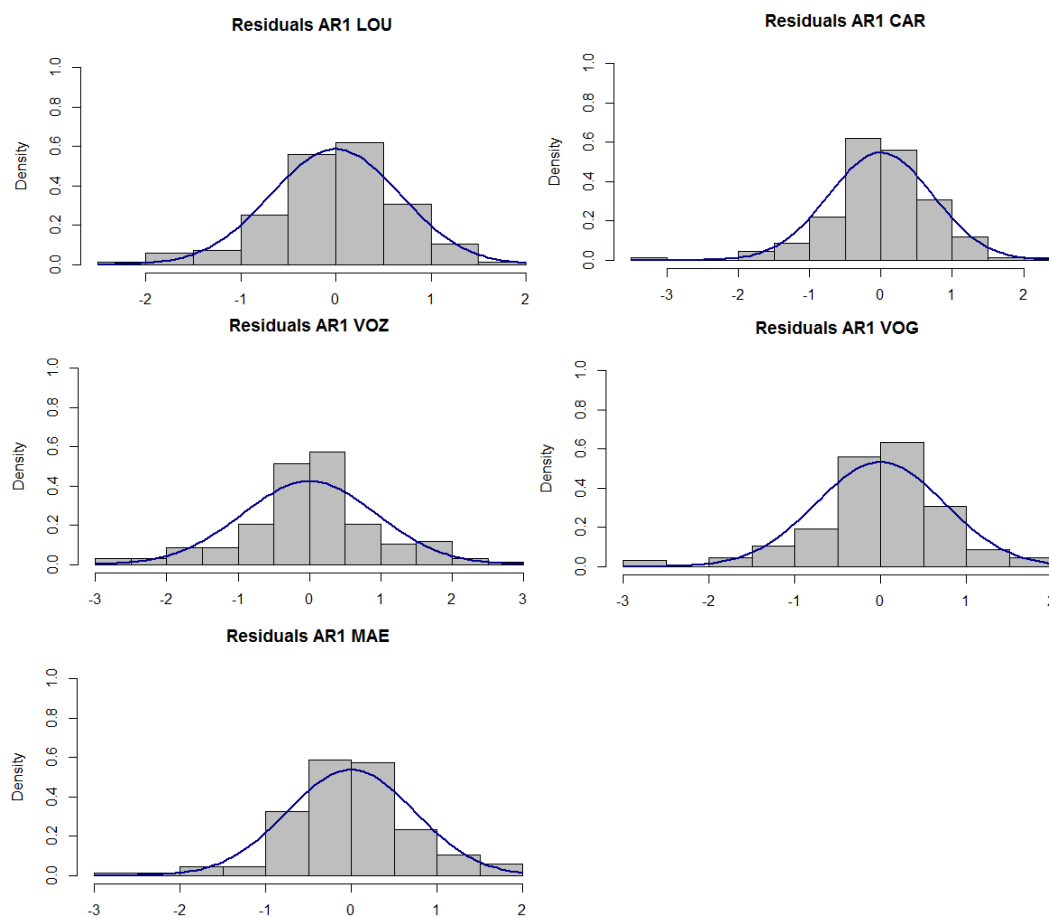 Residuals AR1 LOU
Density
0.0 0.2 0.4 0.6 0.8 1.0
-2 -1 0 1 2
Residuals AR1 CAR
Density
0.0 0.2 0.4 0.6 0.8 1.0
-3 -2 -1 0 1 2
Residuals AR1 VOZ
Density
0.0 0.2 0.4 0.6 0.8 1.0
-3 -2 -1 0 1 2 3
Residuals AR1 VOG
Density
0.0 0.2 0.4 0.6 0.8 1.0
-3 -2 -1 0 1 2
Residuals AR1 MAE
Density
0.0 0.2 0.4 0.6 0.8 1.0
-3 -2 -1 0 1 2